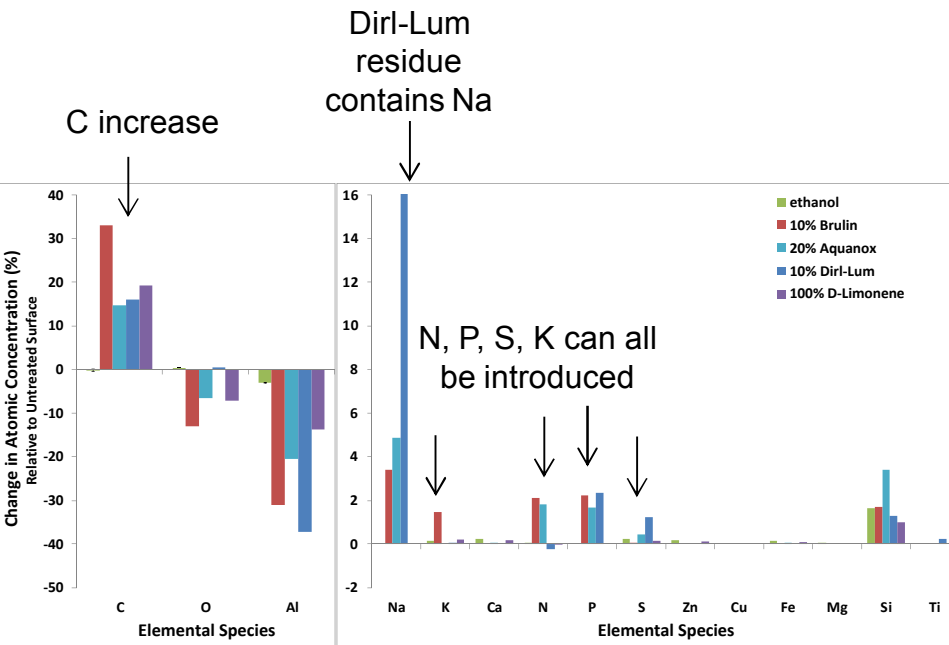 Dirl-Lum
residue
contains Na
C increase
Change in Atomic Concentration (%)
Relative to Untreated Surface
40
30
20
10
0
-10
-20
-30
-40
-50
C O Al
Elemental Species
16
14
12
10
8
6
4
2
0
-2
ethanol
10% Brulin
20% Aquanox
10% Dirl-Lum
100% D-Limonene
N, P, S, K can all
be introduced
Na K Ca N P S Zn Cu Fe Mg Si Ti
Elemental Species